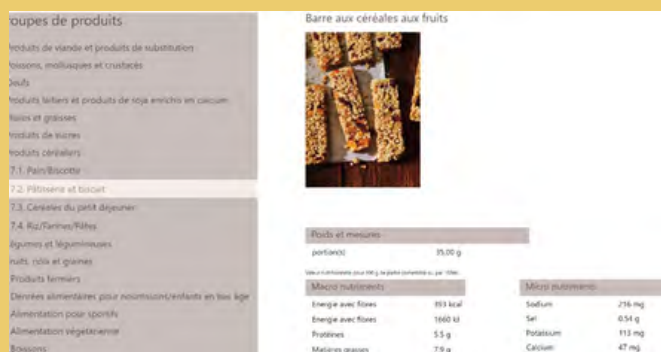 roupes de produits
roduits de viande et produits de substitution
oissons, mollusques et crustacés
Oeufs
roduits laitiers et produits de soja enrichis en calcium
uiles et graisses
roduits de sucres
roduits céréaliers
7.1. Pain/Biscotte
7.2. Pâtisserie et biscuit
7.3. Céréales du petit déjeuner
7.4. Riz/Farines/Pâtes
égumes et légumineuses
ruits, noix et graines
Produits fermiers
Denrées alimentaires pour nourrissons/enfants en bas âge
Alimentation pour sportifs
Alimentation végétarienne
Boissons
Barre aux céréales aux fruits
Poids et mesures
portion(s) 35,00 g
Macro nutriments
Energie avec fibres 393 kcal
Energie avec fibres 1660 kJ
Protéines 5.5 g
Matières grasses 7.9 g
Micro nutriments
Sodium 216 mg
Sel 0.54 g
Potassium 113 mg
Calcium 47 mg